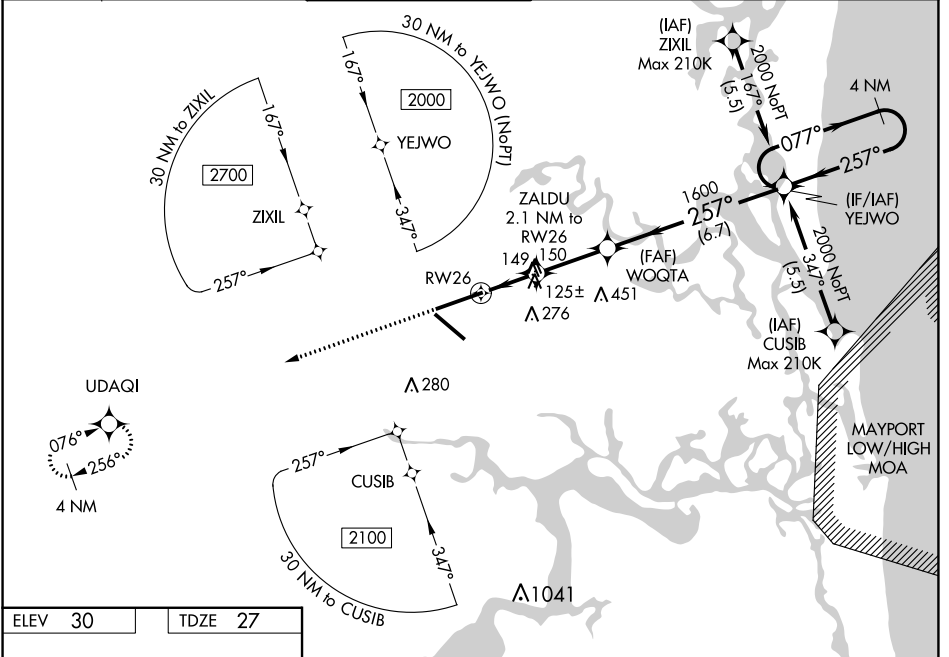 (IAF)
ZIXIL
Max 210K
2000 NoPT
167°
(5.5)
4 NM
077°
257°
(IF/IAF)
YEJWO
30 NM to ZIXIL
167°
2700
ZIXIL
257°
30 NM to YEJWO (NoPT)
167°
2000
YEJWO
347°
ZALDU
2.1 NM to
RW26
149
150
125±
276
451
RW26
1600
257°
(6.7)
(FAF)
WOQTA
2000 NoPT
347°
(5.5)
(IAF)
CUSIB
Max 210K
280
UDAQI
076°
256°
4 NM
257°
CUSIB
2100
347°
30 NM to CUSIB
MAYPORT
LOW/HIGH
MOA
1041
ELEV 30
TDZE 27